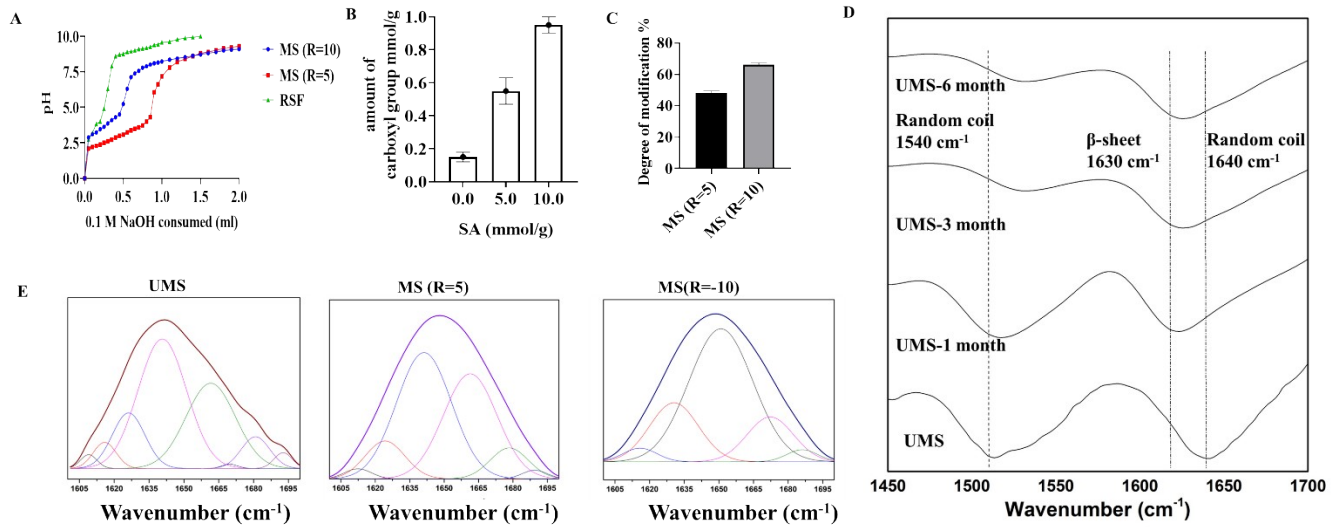 A
10.0
7.5
5.0
2.5
0.0
pH
0.0
0.5
1.0
1.5
2.0
0.1 M NaOH consumed (ml)
MS (R=10)
MS (R=5)
RSF
B
amount of
carboxyl group mmol/g
1.0
0.8
0.6
0.4
0.2
0.0
0.0
5.0
10.0
SA (mmol/g)
C
Degree of modification %
80
60
40
20
0
MS (R=5)
MS (R=10)
D
UMS-6 month
Random coil
1540 cm-1
β-sheet
1630 cm-1
Random coil
1640 cm-1
UMS-3 month
UMS-1 month
UMS
1450
1500
1550
1600
1650
1700
Wavenumber (cm-1)
E
UMS
1605
1620
1635
1650
1665
1680
1695
Wavenumber (cm-1)
MS (R=5)
1605
1620
1635
1650
1665
1680
1695
Wavenumber (cm-1)
MS(R=-10)
1605
1620
1635
1650
1665
1680
1695
Wavenumber (cm-1)